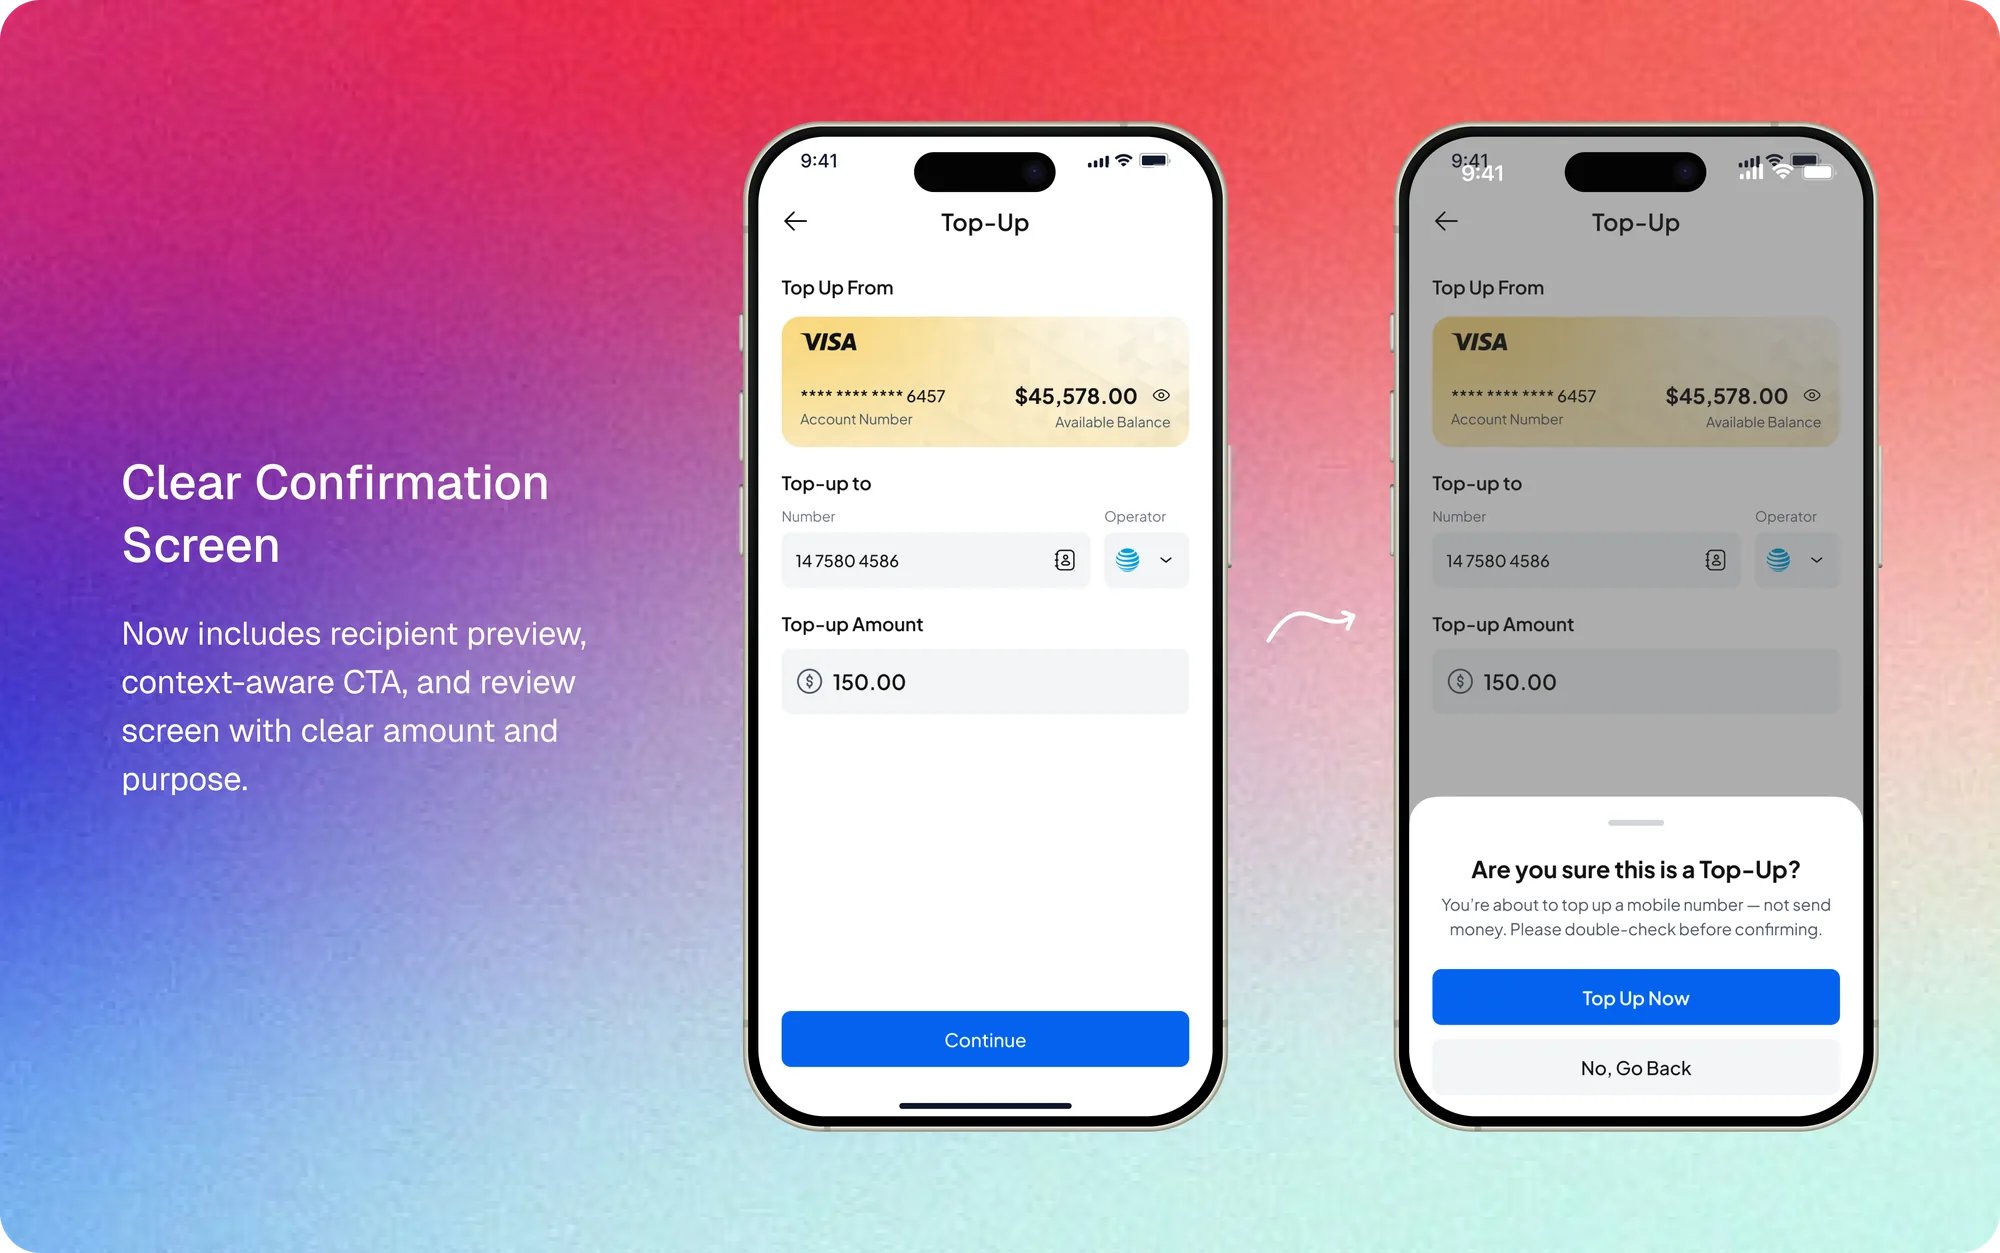 Clear Confirmation
Screen
Now includes recipient preview,
context-aware CTA, and review
screen with clear amount and
purpose.
9:41
Top-Up
Top Up From
VISA
**** **** **** 6457
$45,578.00
Account Number
Available Balance
Top-up to
Number
Operator
14 7580 4586
Top-up Amount
$ 150.00
Continue
9:41
9:41
Top-Up
Top Up From
VISA
**** **** **** 6457
$45,578.00
Account Number
Available Balance
Top-up to
Number
Operator
14 7580 4586
Top-up Amount
$ 150.00
Are you sure this is a Top-Up?
You're about to top up a mobile number — not send
money. Please double-check before confirming.
Top Up Now
No, Go Back